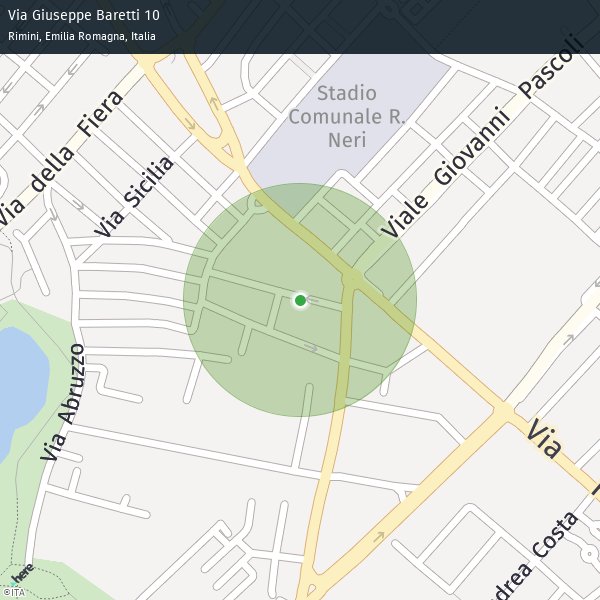 Via Giuseppe Baretti 10
Rimini, Emilia Romagna, Italia
Stadio
Comunale R.
Neri
Viale Giovanni Pascoli
Via della Fiera
Via Sicilia
Via Abruzzo
Via
drea Costa
here
©ITA